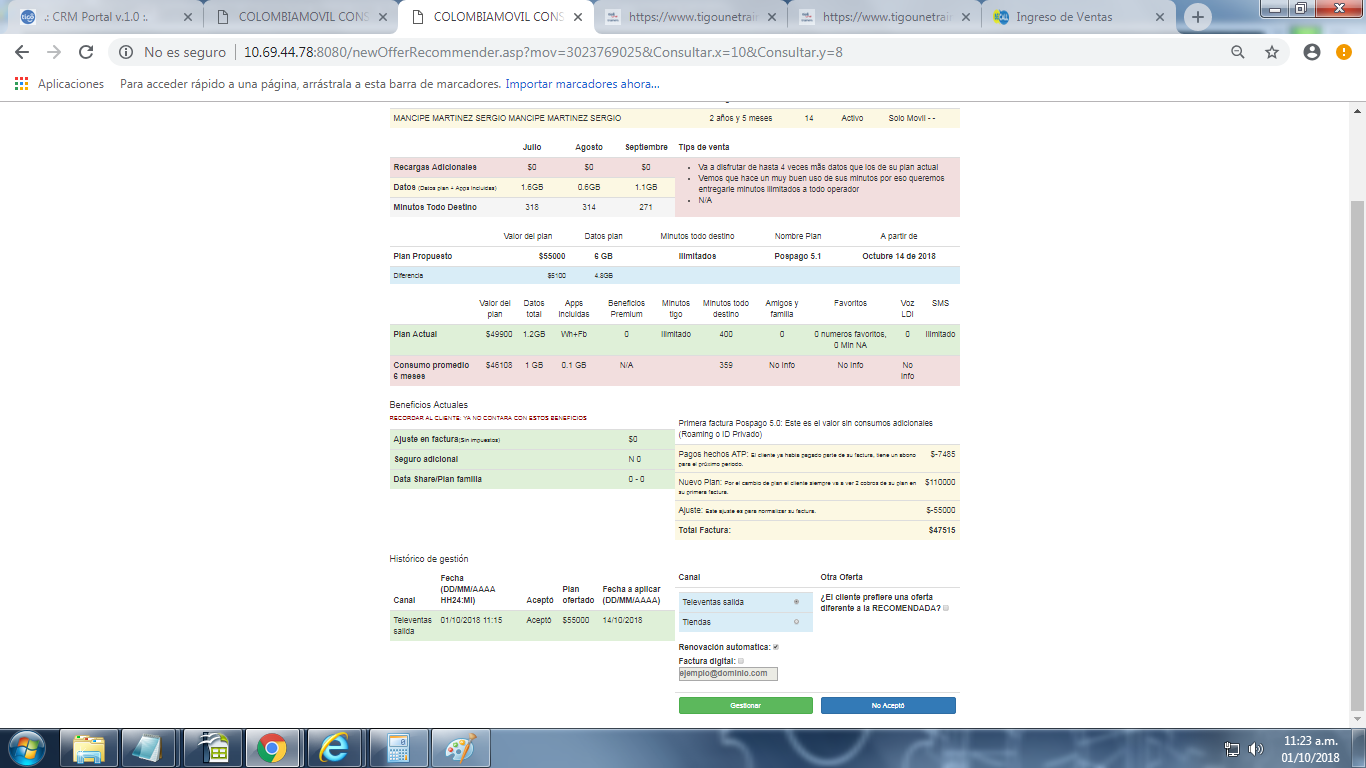 .: CRM Portal v.1.0 :.
COLOMBIAMOVIL CONS
COLOMBIAMOVIL CONS
https://www.tigounetrain
https://www.tigounetrain
Ingreso de Ventas
No es seguro | 10.69.44.78:8080/newOfferRecommender.asp?mov=3023769025&Consultar.x=10&Consultar.y=8
Aplicaciones Para acceder rápido a una página, arrástrala a esta barra de marcadores. Importar marcadores ahora...
MANCIPE MARTINEZ SERGIO MANCIPE MARTINEZ SERGIO 2 años y 5 meses 14 Activo Solo Movil - -
Julio Agosto Septiembre Tips de venta
Recargas Adicionales $0 $0 $0
Datos (Datos plan + Apps incluidas) 1.6GB 0.6GB 1.1GB
Minutos Todo Destino 318 314 271
Va a disfrutar de hasta 4 veces mãs datos que los de su plan actual
Vemos que hace un muy buen uso de sus minutos por eso queremos
entregarle minutos ilimitados a todo operador
N/A
Valor del plan Datos plan Minutos todo destino Nombre Plan A partir de
Plan Propuesto $55000 6 GB Ilimitados Pospago 5.1 Octubre 14 de 2018
Diferencia $5100 4.8GB
Valor del plan Datos total Apps incluidas Beneficios Premium Minutos tigo Minutos todo destino Amigos y familia Favoritos Voz LDI SMS
Plan Actual $49900 1.2GB Wh+Fb 0 Ilimitado 400 0 0 numeros favoritos, 0 Min NA 0 Ilimitado
Consumo promedio 6 meses $46108 1 GB 0.1 GB N/A 359 No info No info No info
Beneficios Actuales
RECORDAR AL CLIENTE: YA NO CONTARA CON ESTOS BENEFICIOS
Ajuste en factura(Sin impuestos) $0
Seguro adicional N 0
Data Share/Plan familia 0 - 0
Primera factura Pospago 5.0: Este es el valor sin consumos adicionales
(Roaming o ID Privado)
Pagos hechos ATP: El cliente ya había pagado parte de su factura, tiene un abono $-7485
para el próximo periodo.
Nuevo Plan: Por el cambio de plan el cliente siempre va a ver 2 cobros de su plan en $110000
su primera factura.
Ajuste: Este ajuste es para normalizar su factura. $-55000
Total Factura: $47515
Histórico de gestión
Canal Fecha (DD/MM/AAAA HH24:MI) Aceptó Plan ofertado Fecha a aplicar (DD/MM/AAAA)
Televentas salida 01/10/2018 11:15 Aceptó $55000 14/10/2018
Canal Otra Oferta
Televentas salida
Tiendas
¿El cliente prefiere una oferta
diferente a la RECOMENDADA?
Renovación automatica:
Factura digital:
ejemplo@dominio.com
Gestionar No Aceptó
11:23 a.m.
01/10/2018